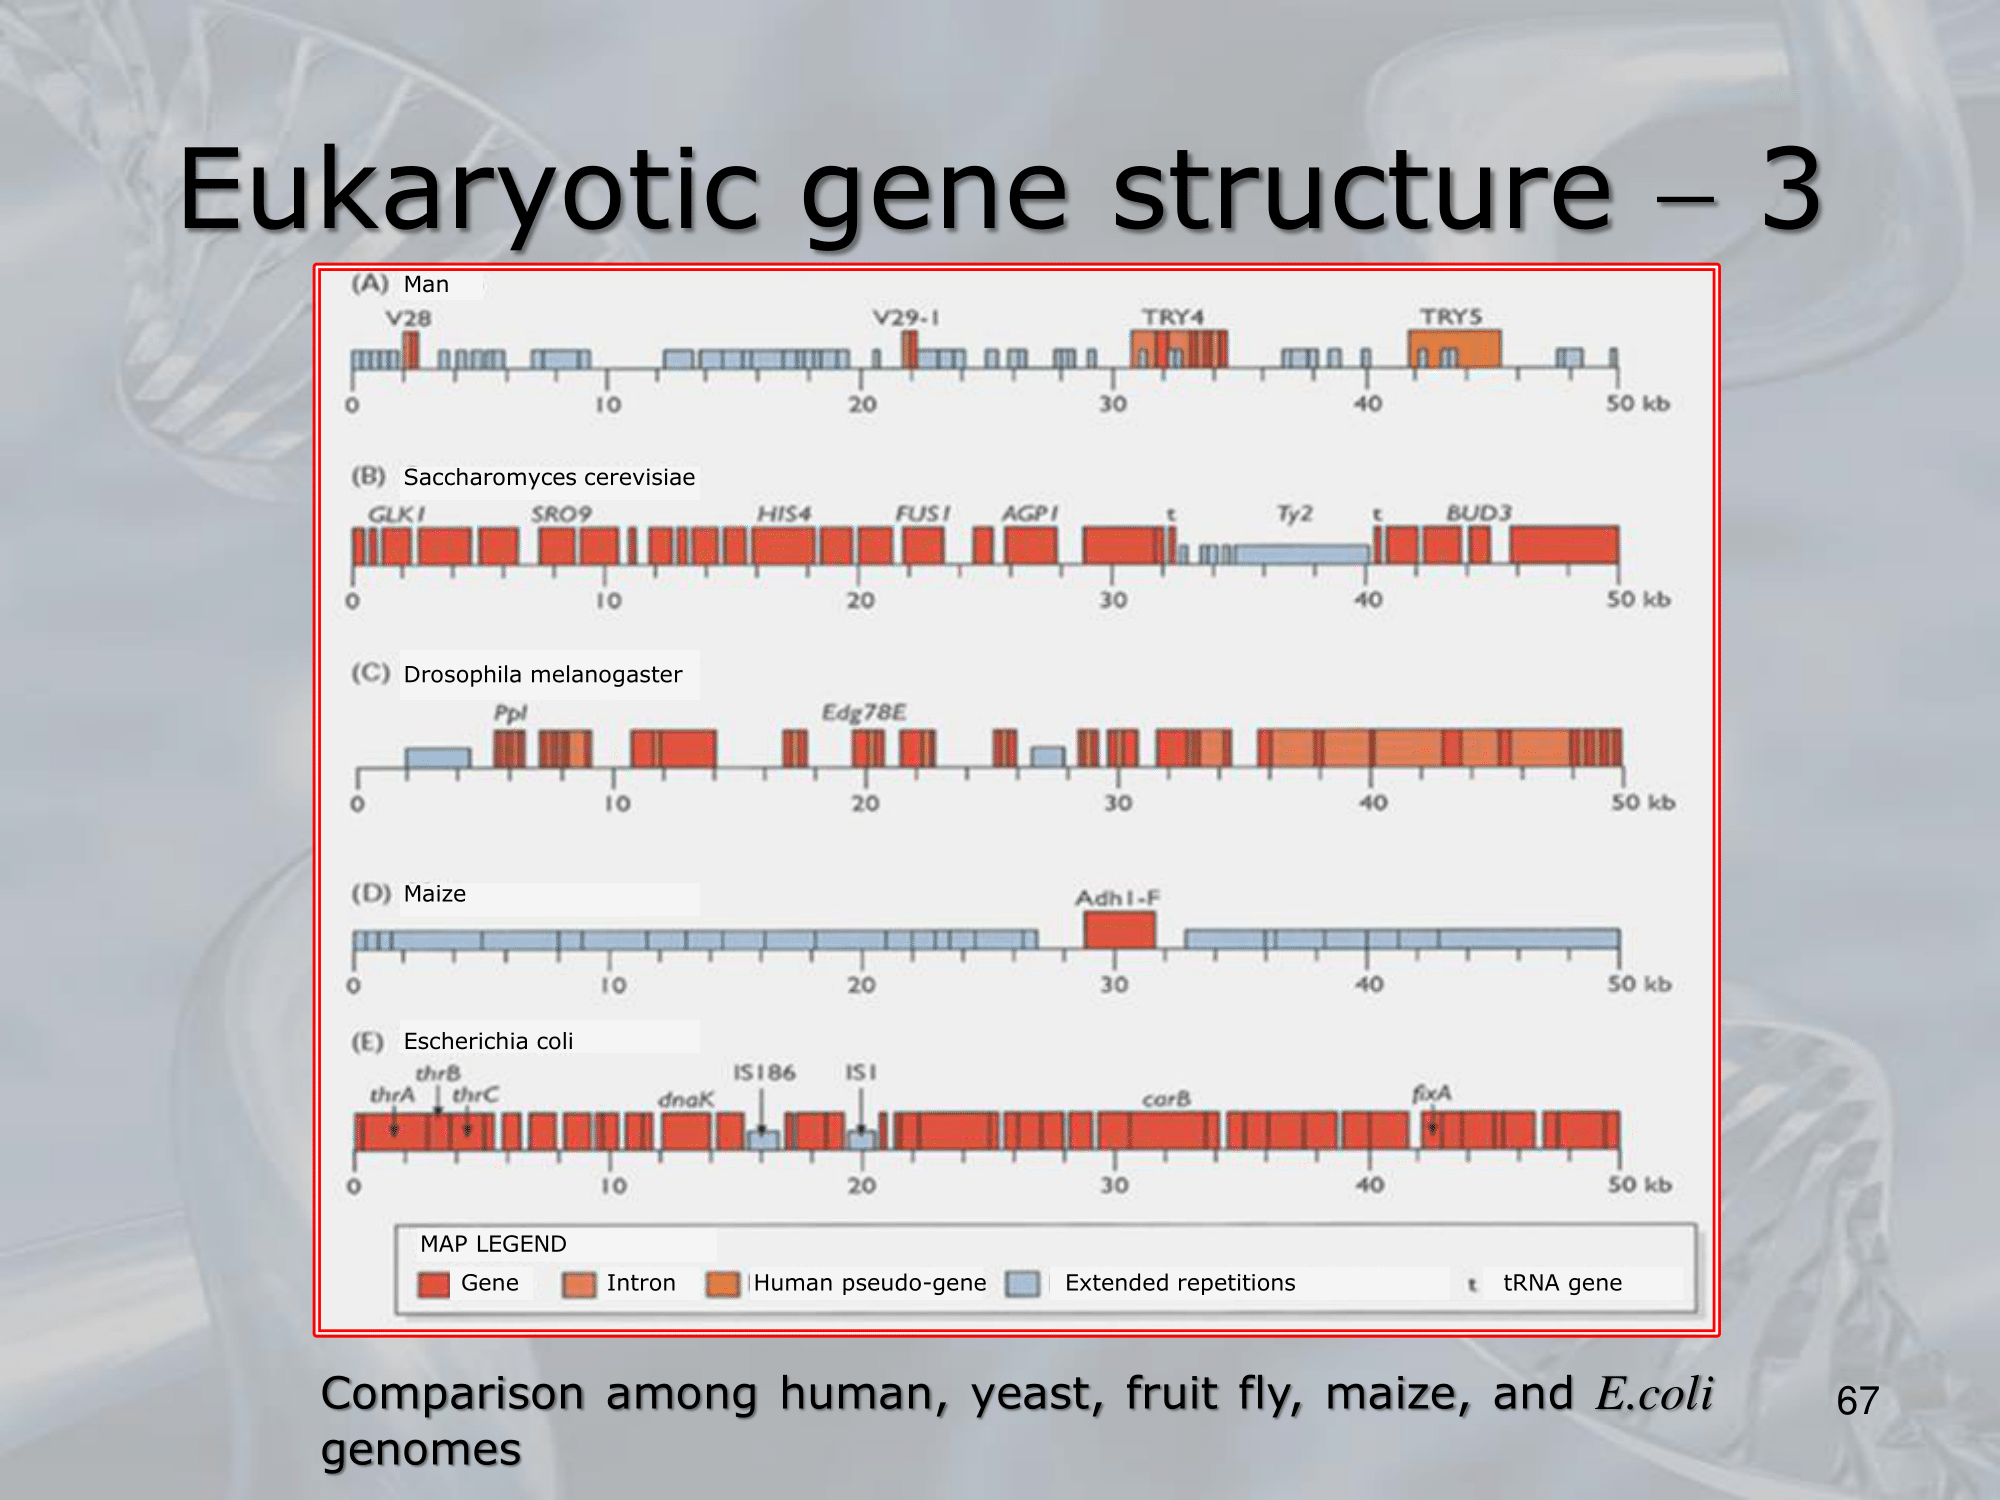 Eukaryotic gene structure – 3
(A) Man
V28 V29-1 TRY4 TRY5
0 10 20 30 40 50 kb
(B) Saccharomyces cerevisiae
GLK1 SRO9 HIS4 FUS1 AGP1 t Ty2 t BUD3
0 10 20 30 40 50 kb
(C) Drosophila melanogaster
Ppl Edg78E
0 10 20 30 40 50 kb
(D) Maize
Adh1-F
0 10 20 30 40 50 kb
(E) Escherichia coli
thrB IS186 IS1
thrA thrC dnaK carB fixA
0 10 20 30 40 50 kb
MAP LEGEND
Gene Intron Human pseudo-gene Extended repetitions t tRNA gene
Comparison among human, yeast, fruit fly, maize, and E.coli
genomes
67